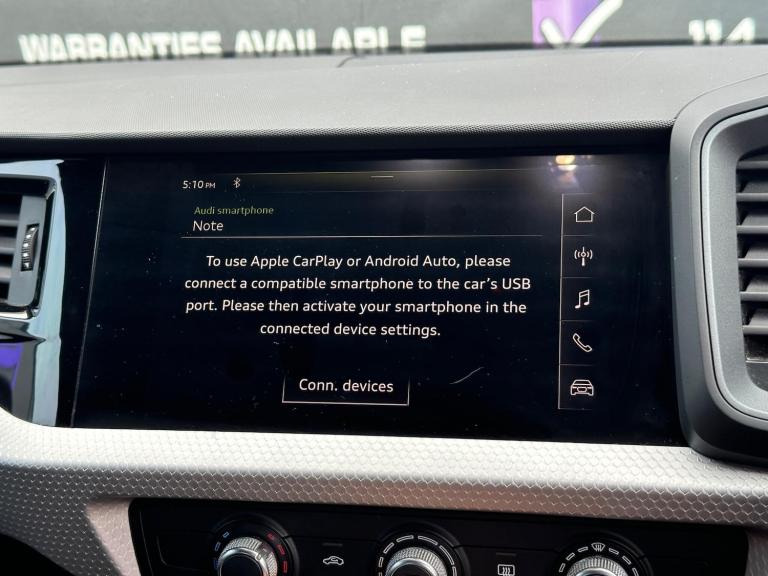 WARRANTIES AVAILABLE
114
5:10 PM
Audi smartphone
Note
To use Apple CarPlay or Android Auto, please
connect a compatible smartphone to the car's USB
port. Please then activate your smartphone in the
connected device settings.
Conn. devices